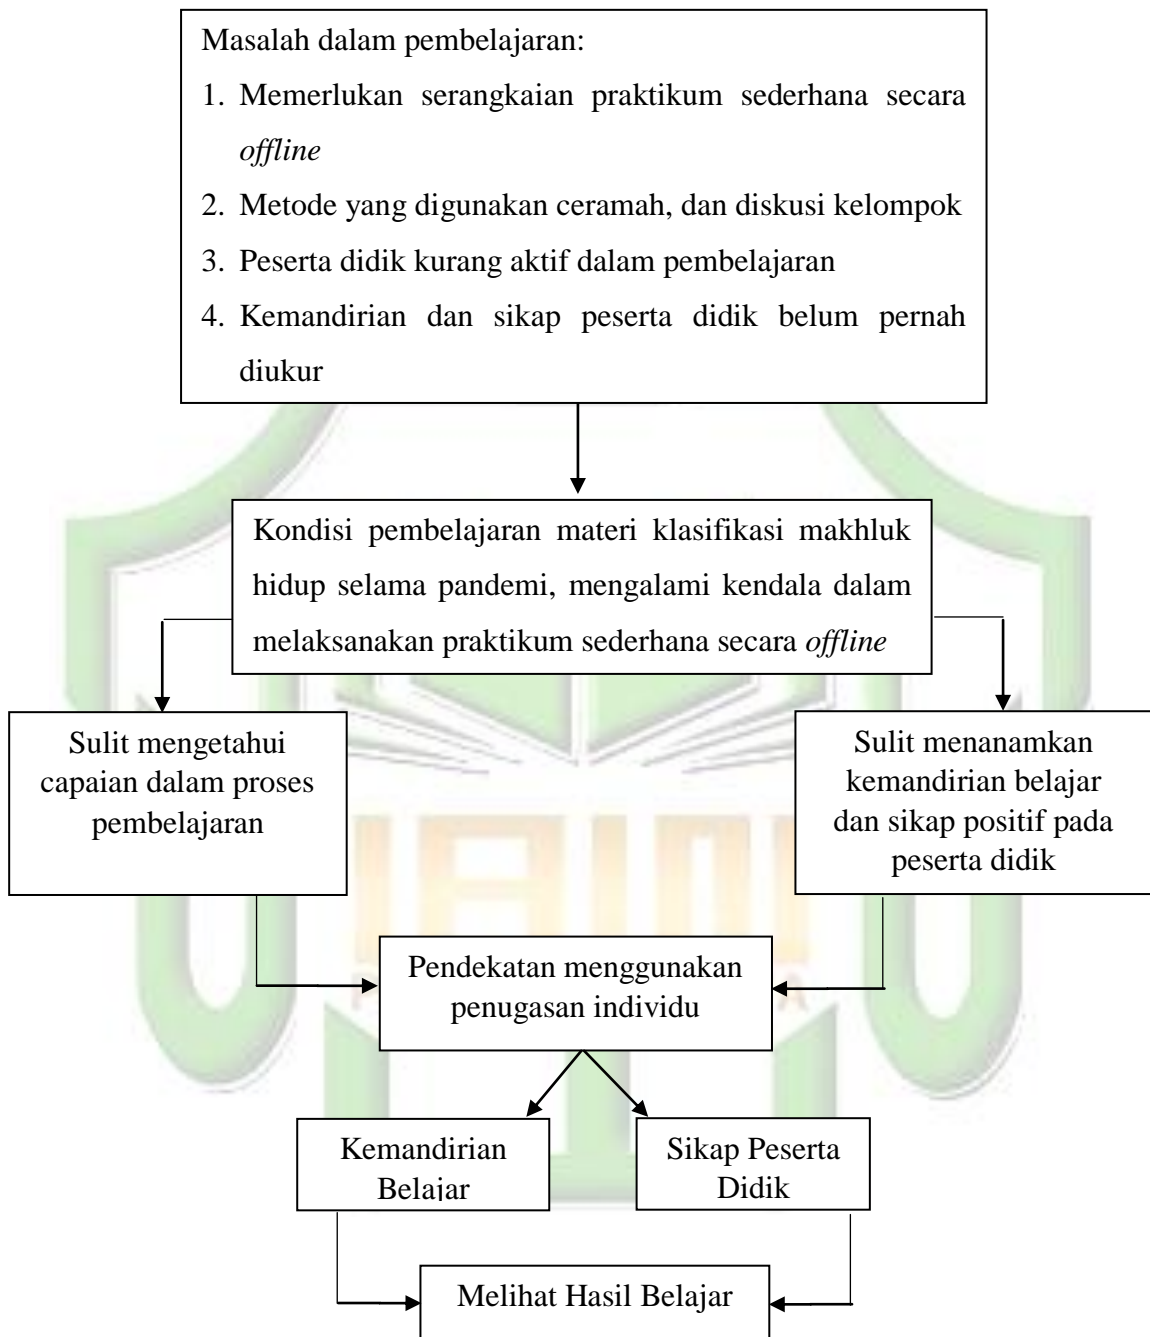 Masalah dalam pembelajaran:
1. Memerlukan serangkaian praktikum sederhana secara
offline
2. Metode yang digunakan ceramah, dan diskusi kelompok
3. Peserta didik kurang aktif dalam pembelajaran
4. Kemandirian dan sikap peserta didik belum pernah
diukur
Kondisi pembelajaran materi klasifikasi makhluk
hidup selama pandemi, mengalami kendala dalam
melaksanakan praktikum sederhana secara offline
Sulit mengetahui
capaian dalam proses
pembelajaran
Sulit menanamkan
kemandirian belajar
dan sikap positif pada
peserta didik
Pendekatan menggunakan
penugasan individu
Kemandirian
Belajar
Sikap Peserta
Didik
Melihat Hasil Belajar